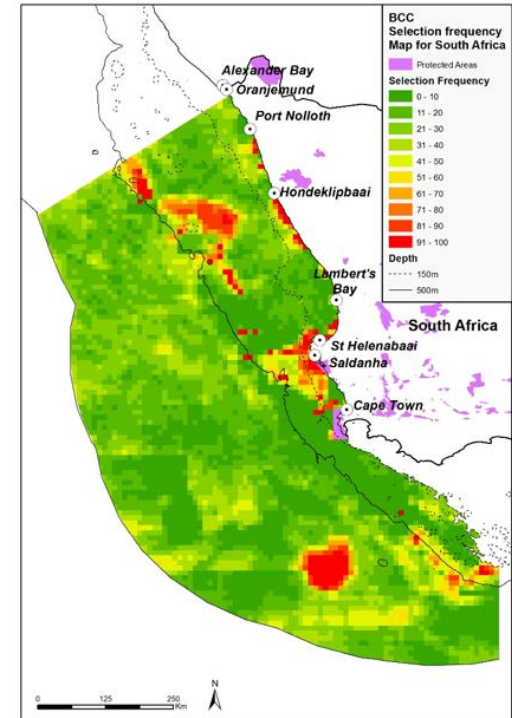 BCC
Selection frequency
Map for South Africa
Protected Areas
Selection Frequency
0 - 10
11 - 20
21 - 30
31 - 40
41 - 50
51 - 60
61 - 70
71 - 80
81 - 90
91 - 100
Depth
150m
500m
Alexander Bay
Oranjemund
Port Nolloth
Hondeklipbaai
Lambert's
Bay
South Africa
St Helenabaai
Saldanha
Cape Town
N
0 125 250
Km